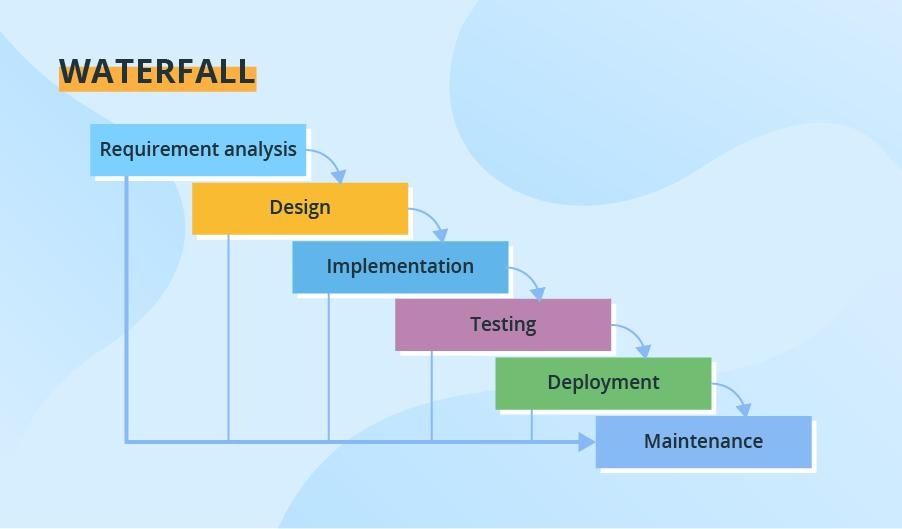 WATERFALL
Requirement analysis
Design
Implementation
Testing
Deployment
Maintenance